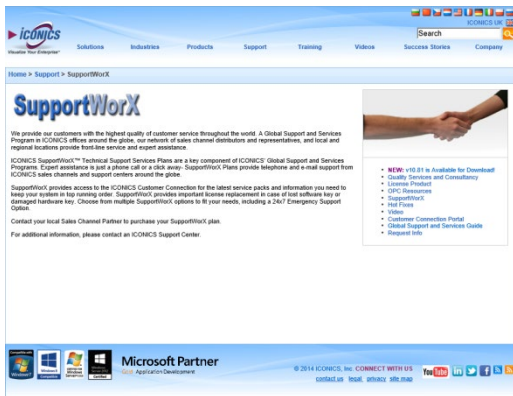 ICONICS UK
ICONICS
Visualize Your Enterprise
Search
Solutions Industries Products Support Training Videos Success Stories Company
Home > Support > SupportWorX
SupportWorX
We provide our customers with the highest quality of customer service throughout the world. A Global Support and Services
Program in ICONICS offices around the globe, our network of sales channel distributors and representatives, and local and
regional locations provide front-line service and expert assistance.
ICONICS SupportWorX™ Technical Support Services Plans are a key component of ICONICS' Global Support and Services
Programs. Expert assistance is just a phone call or a click away- SupportWorX Plans provide telephone and e-mail support from
ICONICS sales channels and support centers around the globe.
SupportWorX provides access to the ICONICS Customer Connection for the latest service packs and information you need to
keep your system in top running order. SupportWorX provides important license replacement in case of lost software key or
damaged hardware key. Choose from multiple SupportWorX options to fit your needs, including a 24x7 Emergency Support
Option.
Contact your local Sales Channel Partner to purchase your SupportWorX plan.
For additional information, please contact an ICONICS Support Center.
NEW: v10.81 is Available for Download!
Quality Services and Consultancy
License Product
OPC Resources
SupportWorX
Hot Fixes
Video
Customer Connection Portal
Global Support and Services Guide
Request Info
Microsoft Partner
Gold Application Development
© 2014 ICONICS, Inc. CONNECT WITH US
contact us legal privacy site map
YouTube